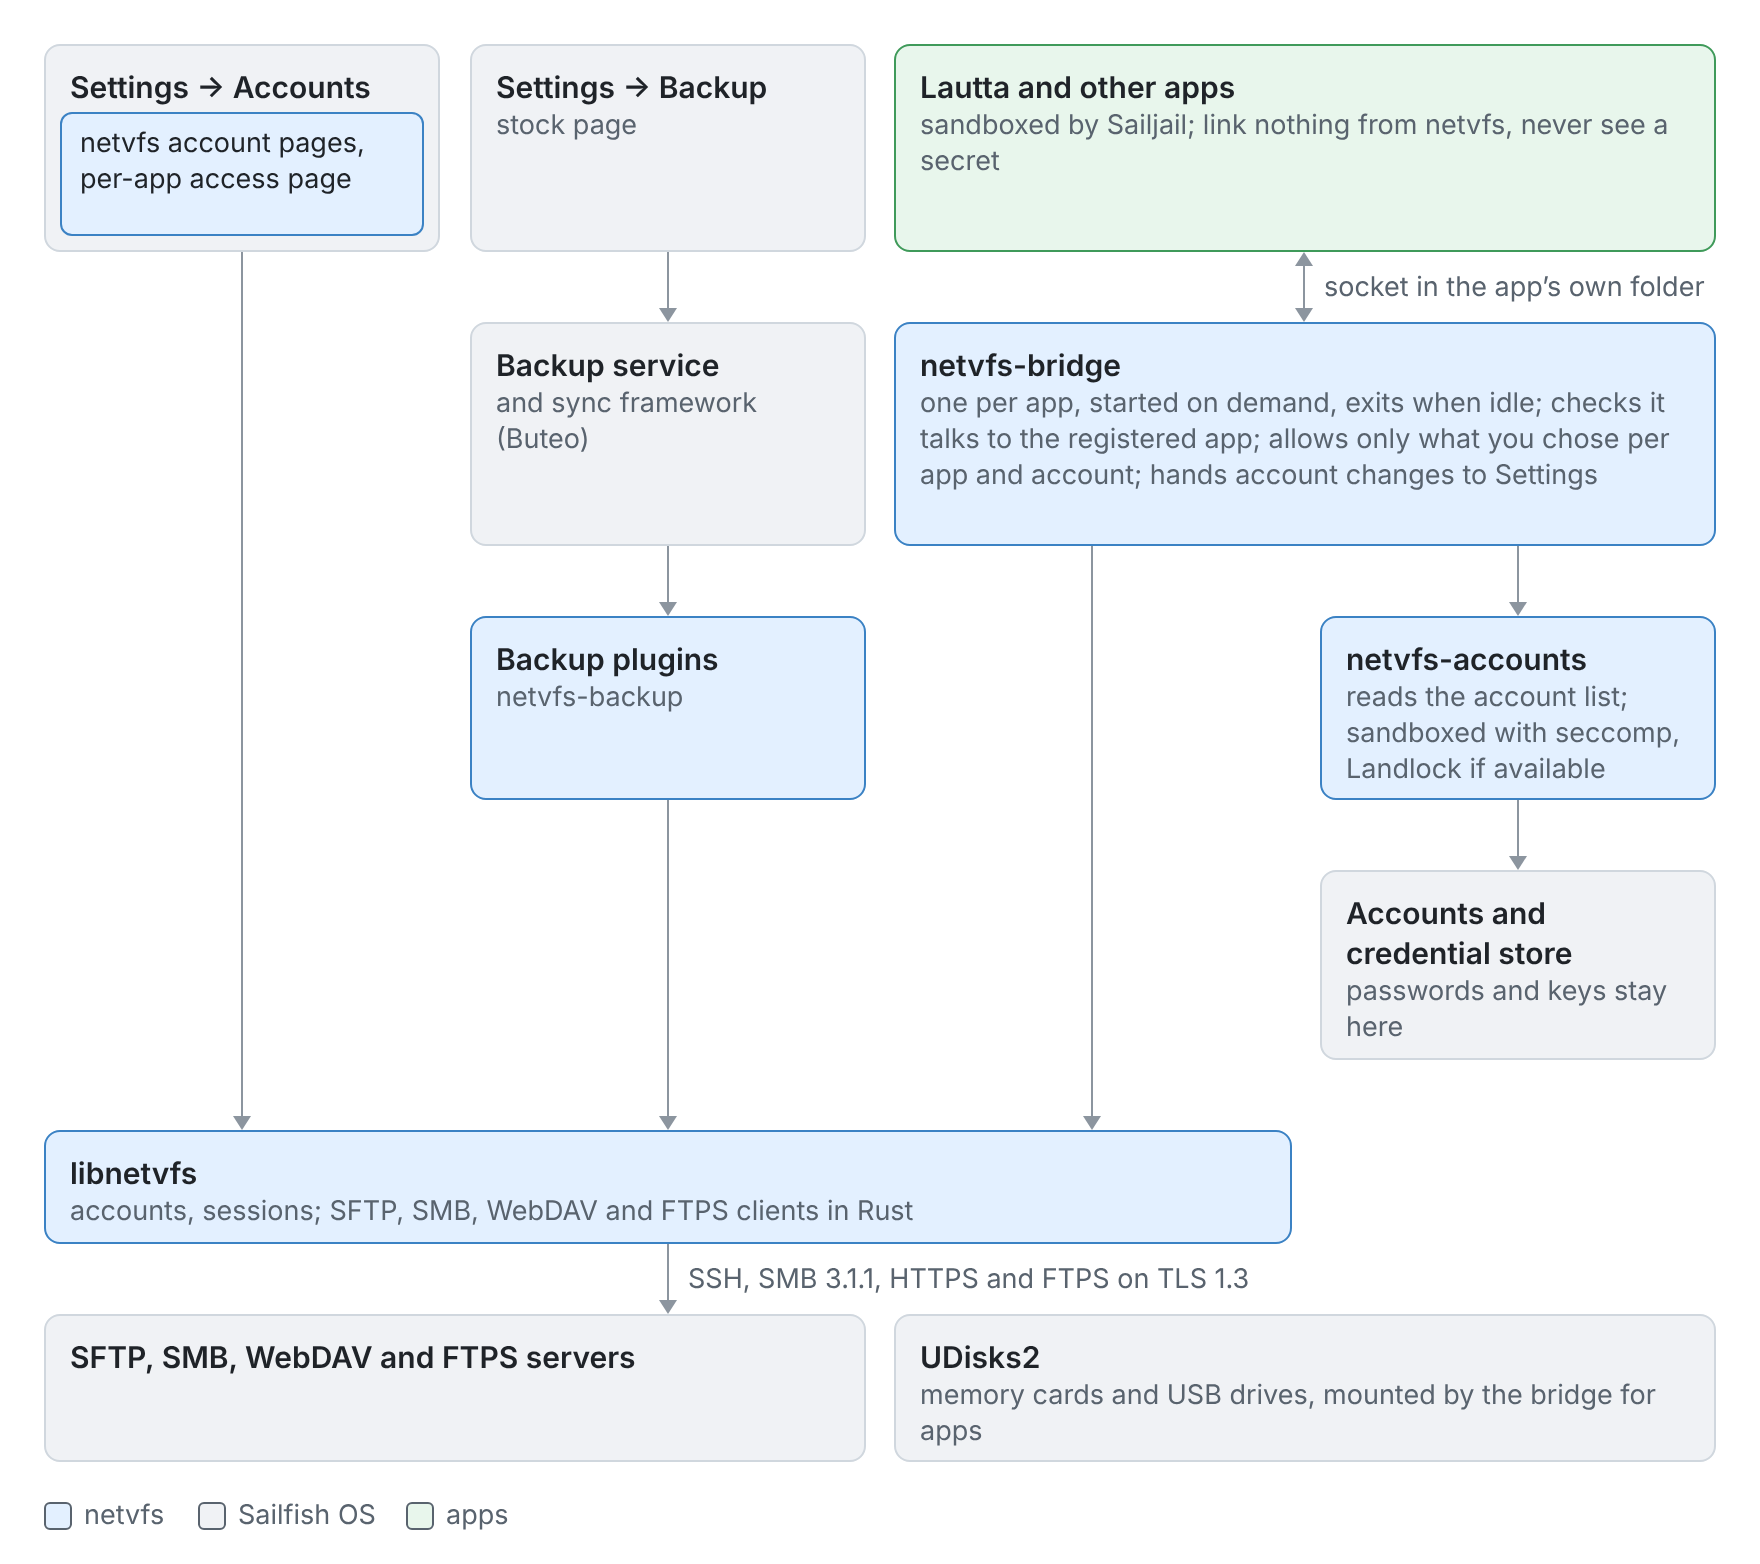 Settings → Accounts
netvfs account pages,
per-app access page
Settings → Backup
stock page
Lautta and other apps
sandboxed by Sailjail; link nothing from netvfs, never see a
secret
socket in the app’s own folder
Backup service
and sync framework
(Buteo)
netvfs-bridge
one per app, started on demand, exits when idle; checks it
talks to the registered app; allows only what you chose per
app and account; hands account changes to Settings
Backup plugins
netvfs-backup
netvfs-accounts
reads the account list;
sandboxed with seccomp,
Landlock if available
Accounts and
credential store
passwords and keys stay
here
libnetvfs
accounts, sessions; SFTP, SMB, WebDAV and FTPS clients in Rust
SSH, SMB 3.1.1, HTTPS and FTPS on TLS 1.3
SFTP, SMB, WebDAV and FTPS servers
UDisks2
memory cards and USB drives, mounted by the bridge for
apps
netvfs
Sailfish OS
apps